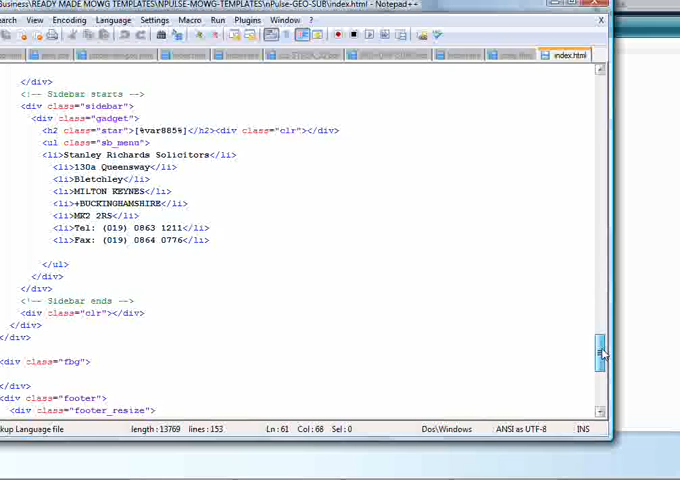 Business\READY MADE MOWG TEMPLATES\NPULSE-MOWG-TEMPLATES\nPulse-GEO-SUB\index.html - Notepad++
earch View Encoding Language Settings Macro Run Plugins Window ? X
index.html
</div>
<!-- Sidebar starts -->
<div class="sidebar">
<div class="gadget">
<h2 class="star">[%var885%]</h2><div class="clr"></div>
<ul class="sb_menu">
<li>Stanley Richards Solicitors</li>
<li>130a Queensway</li>
<li>Bletchley</li>
<li>MILTON KEYNES</li>
<li>+BUCKINGHAMSHIRE</li>
<li>MK2 2RS</li>
<li>Tel: (019) 0863 1211</li>
<li>Fax: (019) 0864 0776</li>
</ul>
</div>
</div>
<!-- Sidebar ends -->
<div class="clr"></div>
</div>
</div>
<div class="fbg">
</div>
<div class="footer">
<div class="footer_resize">
kup Language file length : 13769 lines : 153 Ln : 61 Col : 68 Sel : 0 Dos\Windows ANSI as UTF-8 INS